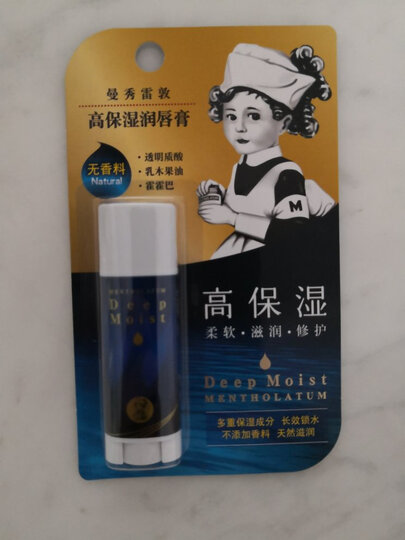 曼秀雷敦
高保湿润唇膏
无香料
Natural
·透明质酸
·乳木果油
·霍霍巴
M
MENTHOLATUM
Deep
Moist
高保湿
柔软·滋润·修护
Deep Moist
MENTHOLATUM
多重保湿成分 长效锁水
不添加香料 天然滋润